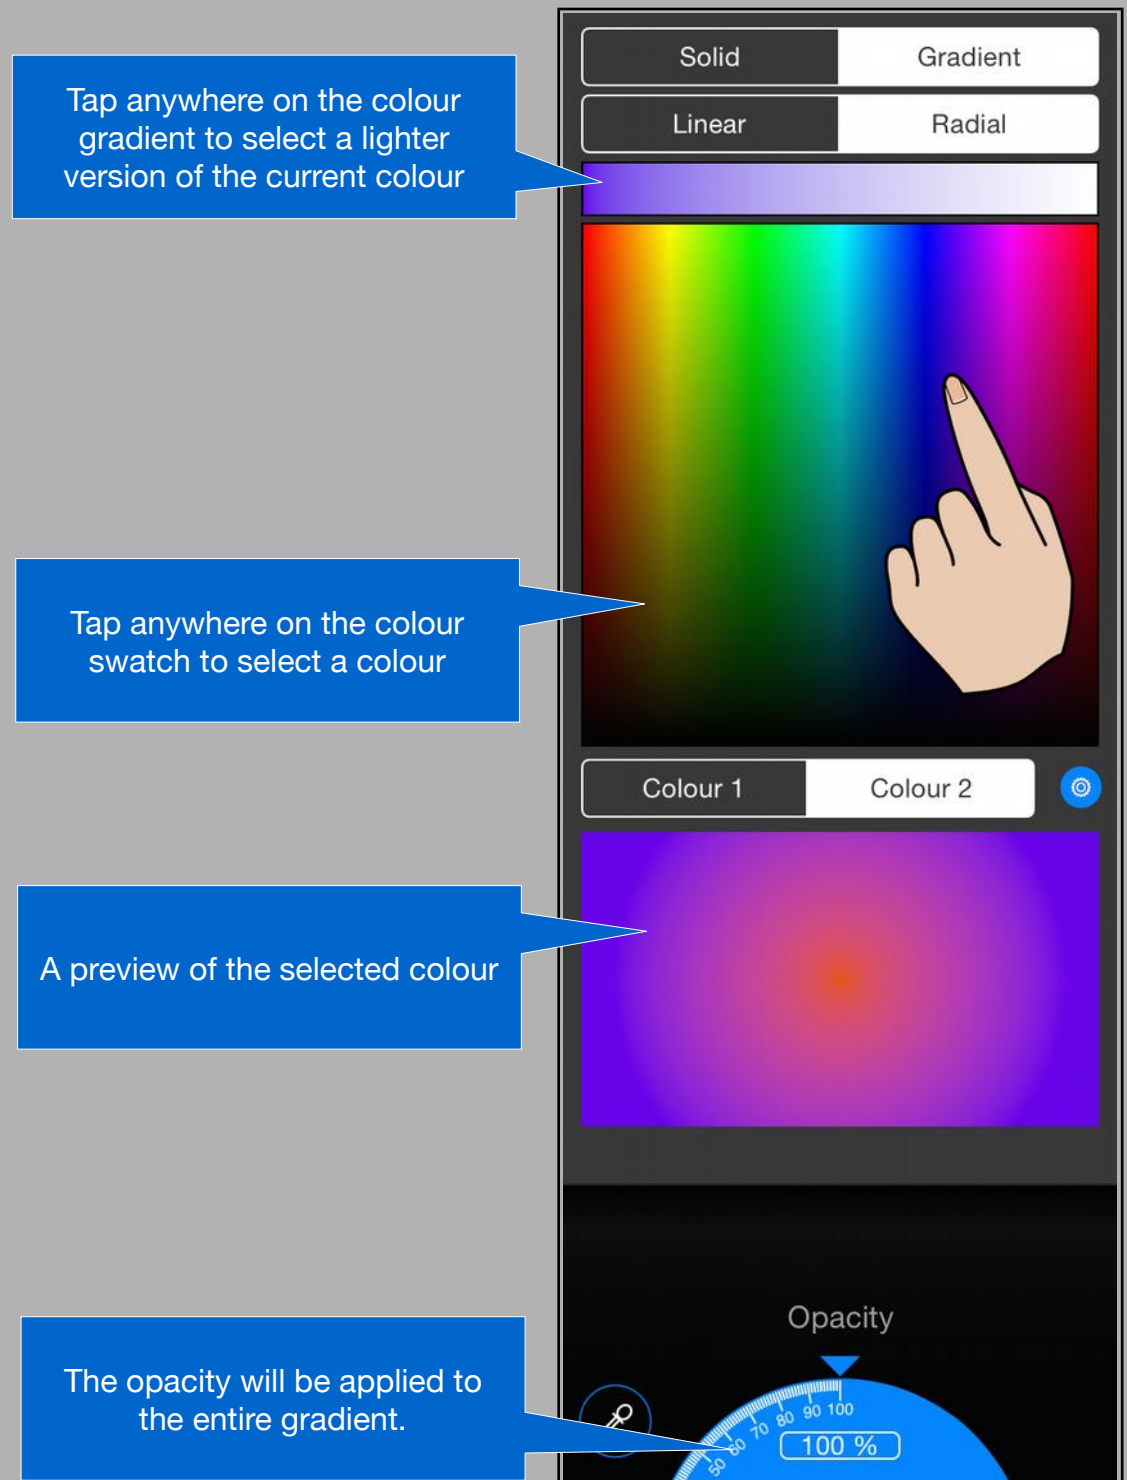 Solid Gradient
Tap anywhere on the colour
gradient to select a lighter
version of the current colour
Linear Radial
Tap anywhere on the colour
swatch to select a colour
Colour 1 Colour 2
A preview of the selected colour
Opacity
The opacity will be applied to
the entire gradient.
50 60 70 80 90 100
100 %